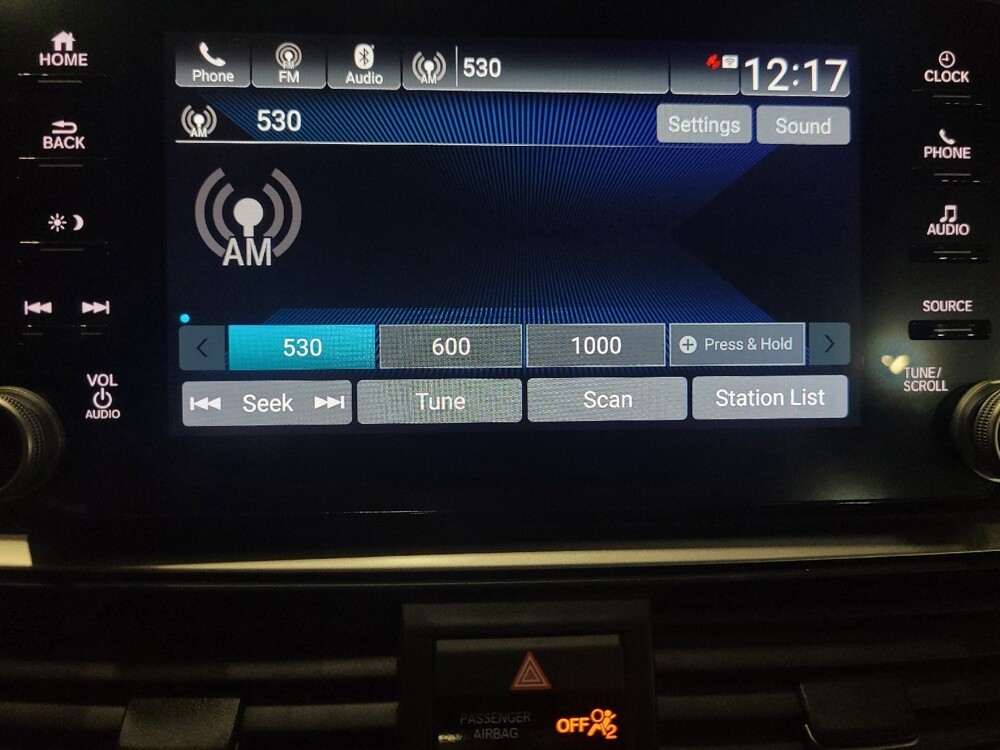 HOME
BACK
VOL
AUDIO
Phone
FM
Audio
AM
530
12:17
AM
530
Settings
Sound
AM
530
600
1000
Press & Hold
Seek
Tune
Scan
Station List
CLOCK
PHONE
AUDIO
SOURCE
TUNE/
SCROLL
PASSENGER
AIRBAG
OFF
2